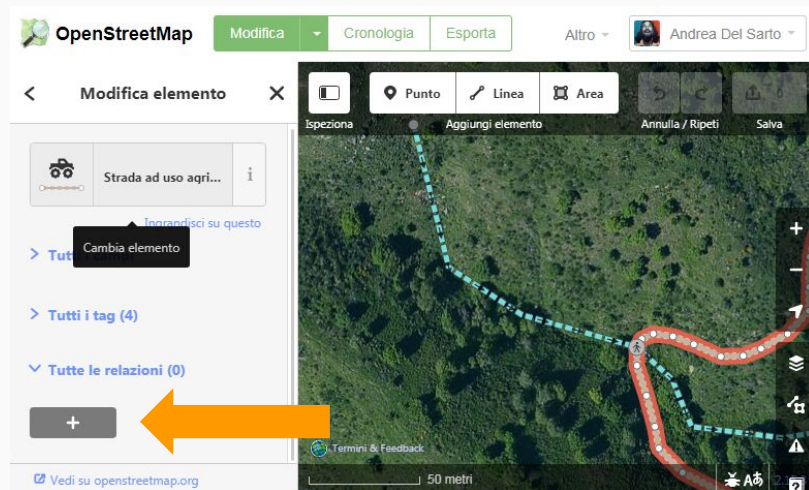 OpenStreetMap Modifica Cronologia Esporta Altro Andrea Del Sarto
Modifica elemento
Punto Linea Area
Ispeziona Aggiungi elemento Annulla / Ripeti Salva
Strada ad uso agri... i
Ingrandisci su questo
Cambia elemento
Tutti i campi
Tutti i tag (4)
Tutte le relazioni (0)
+
Termini & Feedback
Vedi su openstreetmap.org
50 metri